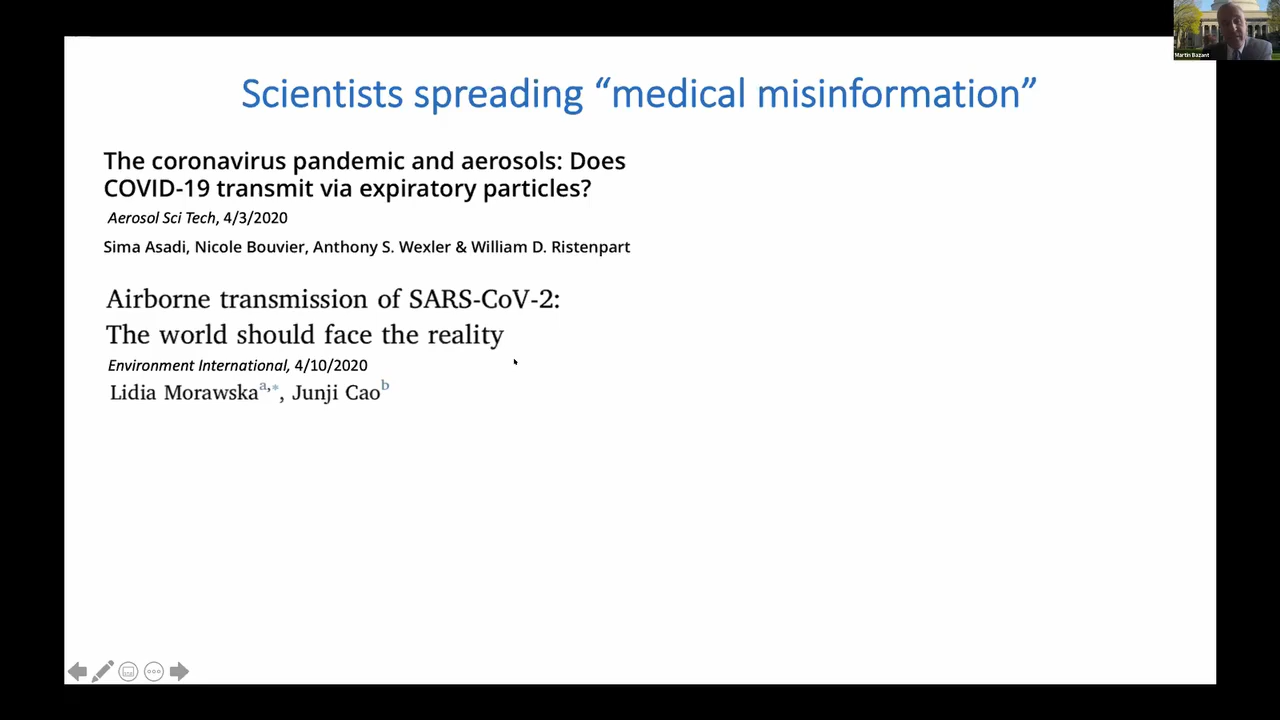 Martin Bazant
Scientists spreading “medical misinformation”
The coronavirus pandemic and aerosols: Does
COVID-19 transmit via expiratory particles?
Aerosol Sci Tech, 4/3/2020
Sima Asadi, Nicole Bouvier, Anthony S. Wexler & William D. Ristenpart
Airborne transmission of SARS-CoV-2:
The world should face the reality
Environment International, 4/10/2020
Lidia Morawska a,*, Junji Cao b